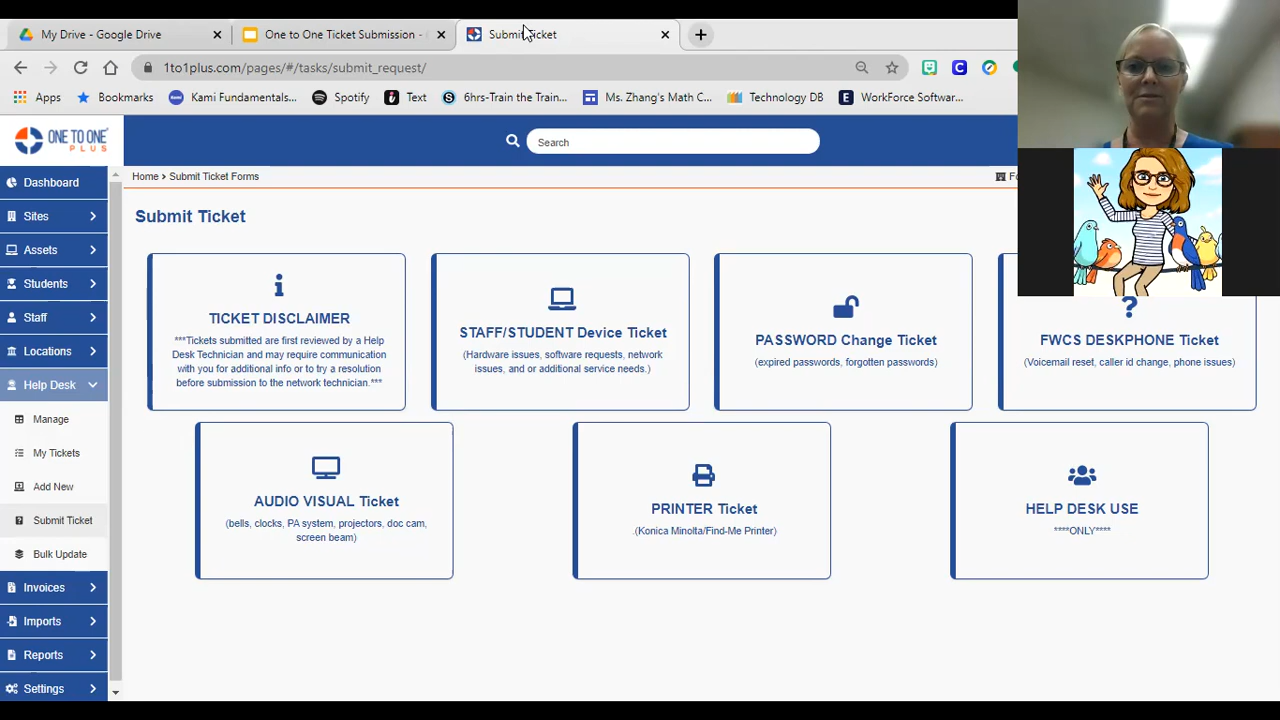 My Drive - Google Drive
One to One Ticket Submission -
Submit Ticket
1to1plus.com/pages/#/tasks/submit_request/
Apps
Bookmarks
Kami Fundamentals...
Spotify
Text
6hrs-Train the Train...
Ms. Zhang's Math C...
Technology DB
WorkForce Softwar...
ONE TO ONE
PLUS
Search
Dashboard
Sites
Assets
Students
Staff
Locations
Help Desk
Manage
My Tickets
Add New
Submit Ticket
Bulk Update
Invoices
Imports
Reports
Settings
Home > Submit Ticket Forms
Submit Ticket
TICKET DISCLAIMER
***Tickets submitted are first reviewed by a Help
Desk Technician and may require communication
with you for additional info or to try a resolution
before submission to the network technician.***
STAFF/STUDENT Device Ticket
(Hardware issues, software requests, network
issues, and or additional service needs.)
PASSWORD Change Ticket
(expired passwords, forgotten passwords)
FWCS DESKPHONE Ticket
(Voicemail reset, caller id change, phone issues)
AUDIO VISUAL Ticket
(bells, clocks, PA system, projectors, doc cam,
screen beam)
PRINTER Ticket
.(Konica Minolta/Find-Me Printer)
HELP DESK USE
****ONLY****